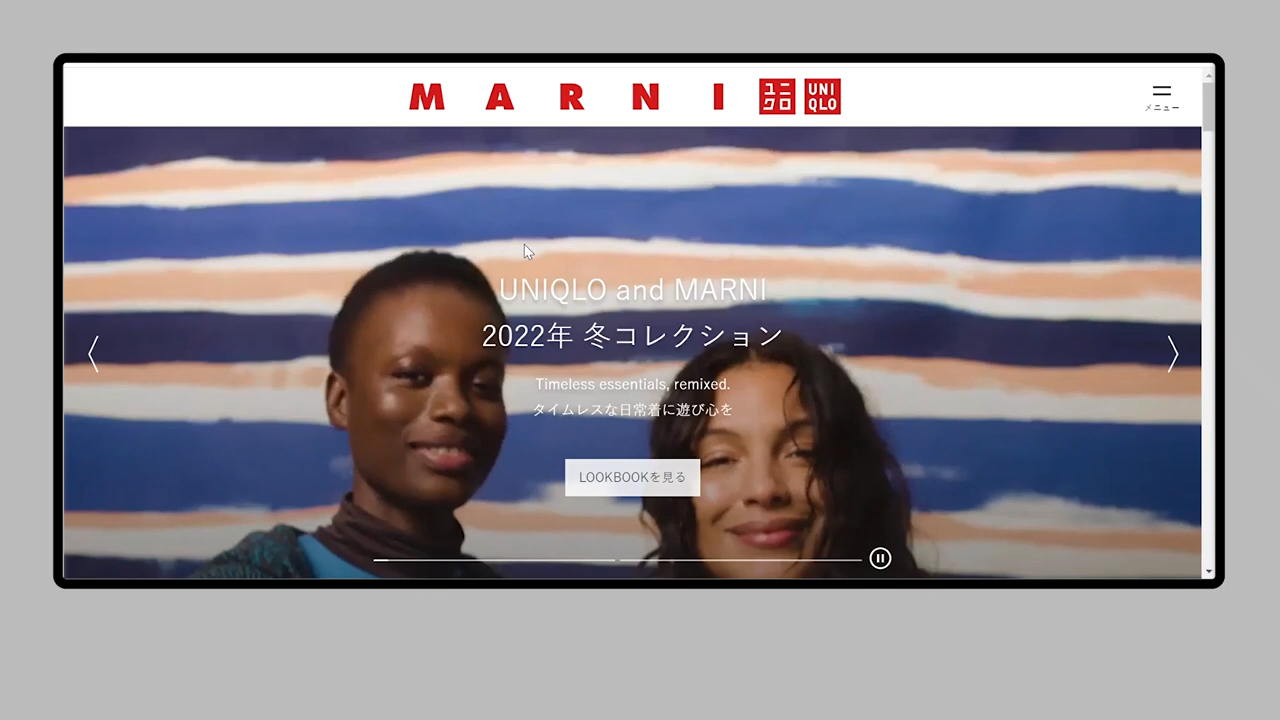 MARNI ユニクロ UNIQLO
メニュー
UNIQLO and MARNI
2022年 冬コレクション
Timeless essentials, remixed.
タイムレスな日常着に遊び心を
LOOKBOOKを見る